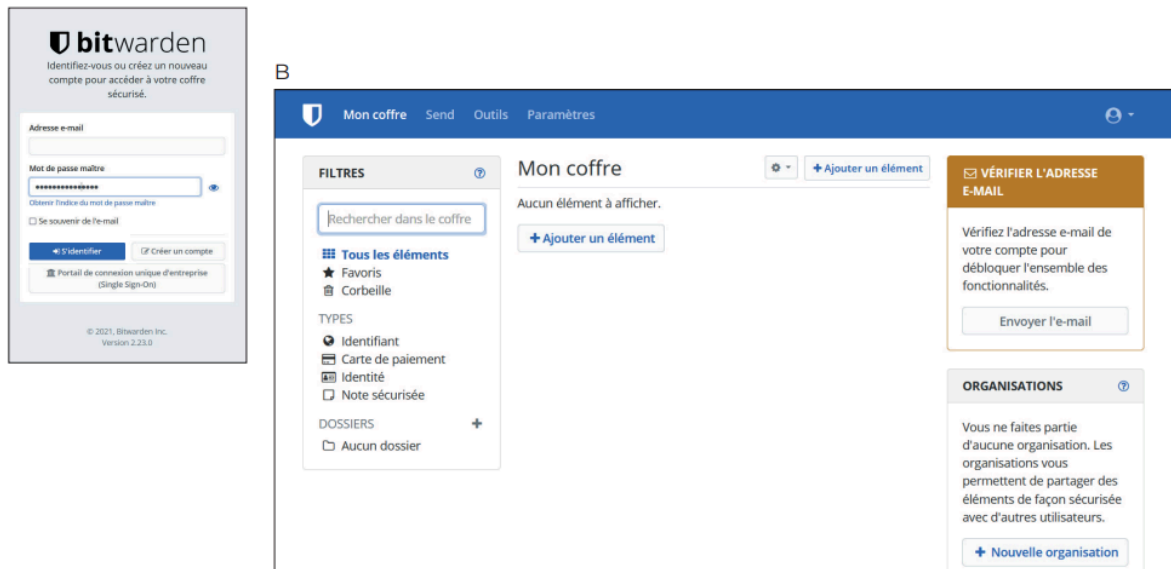 bitwarden
Identifiez-vous ou créez un nouveau
compte pour accéder à votre coffre
sécurisé.
Adresse e-mail
Mot de passe maître
Obtenir l'indice du mot de passe maître
Se souvenir de l'email
S'identifier
Créer un compte
Portail de connexion unique d'entreprise
(Single Sign-On)
© 2021, Bitwarden Inc.
Version 2.23.0
B
Mon coffre Send Outils Paramètres
FILTRES
Rechercher dans le coffre
Tous les éléments
Favoris
Corbeille
TYPES
Identifiant
Carte de paiement
Identité
Note sécurisée
DOSSIERS +
Aucun dossier
Mon coffre
+ Ajouter un élément
Aucun élément à afficher.
+ Ajouter un élément
VÉRIFIER L'ADRESSE
E-MAIL
Vérifiez l'adresse e-mail de
votre compte pour
débloquer l'ensemble des
fonctionnalités.
Envoyer l'e-mail
ORGANISATIONS
Vous ne faites partie
d'aucune organisation. Les
organisations vous
permettent de partager des
éléments de façon sécurisée
avec d'autres utilisateurs.
+ Nouvelle organisation